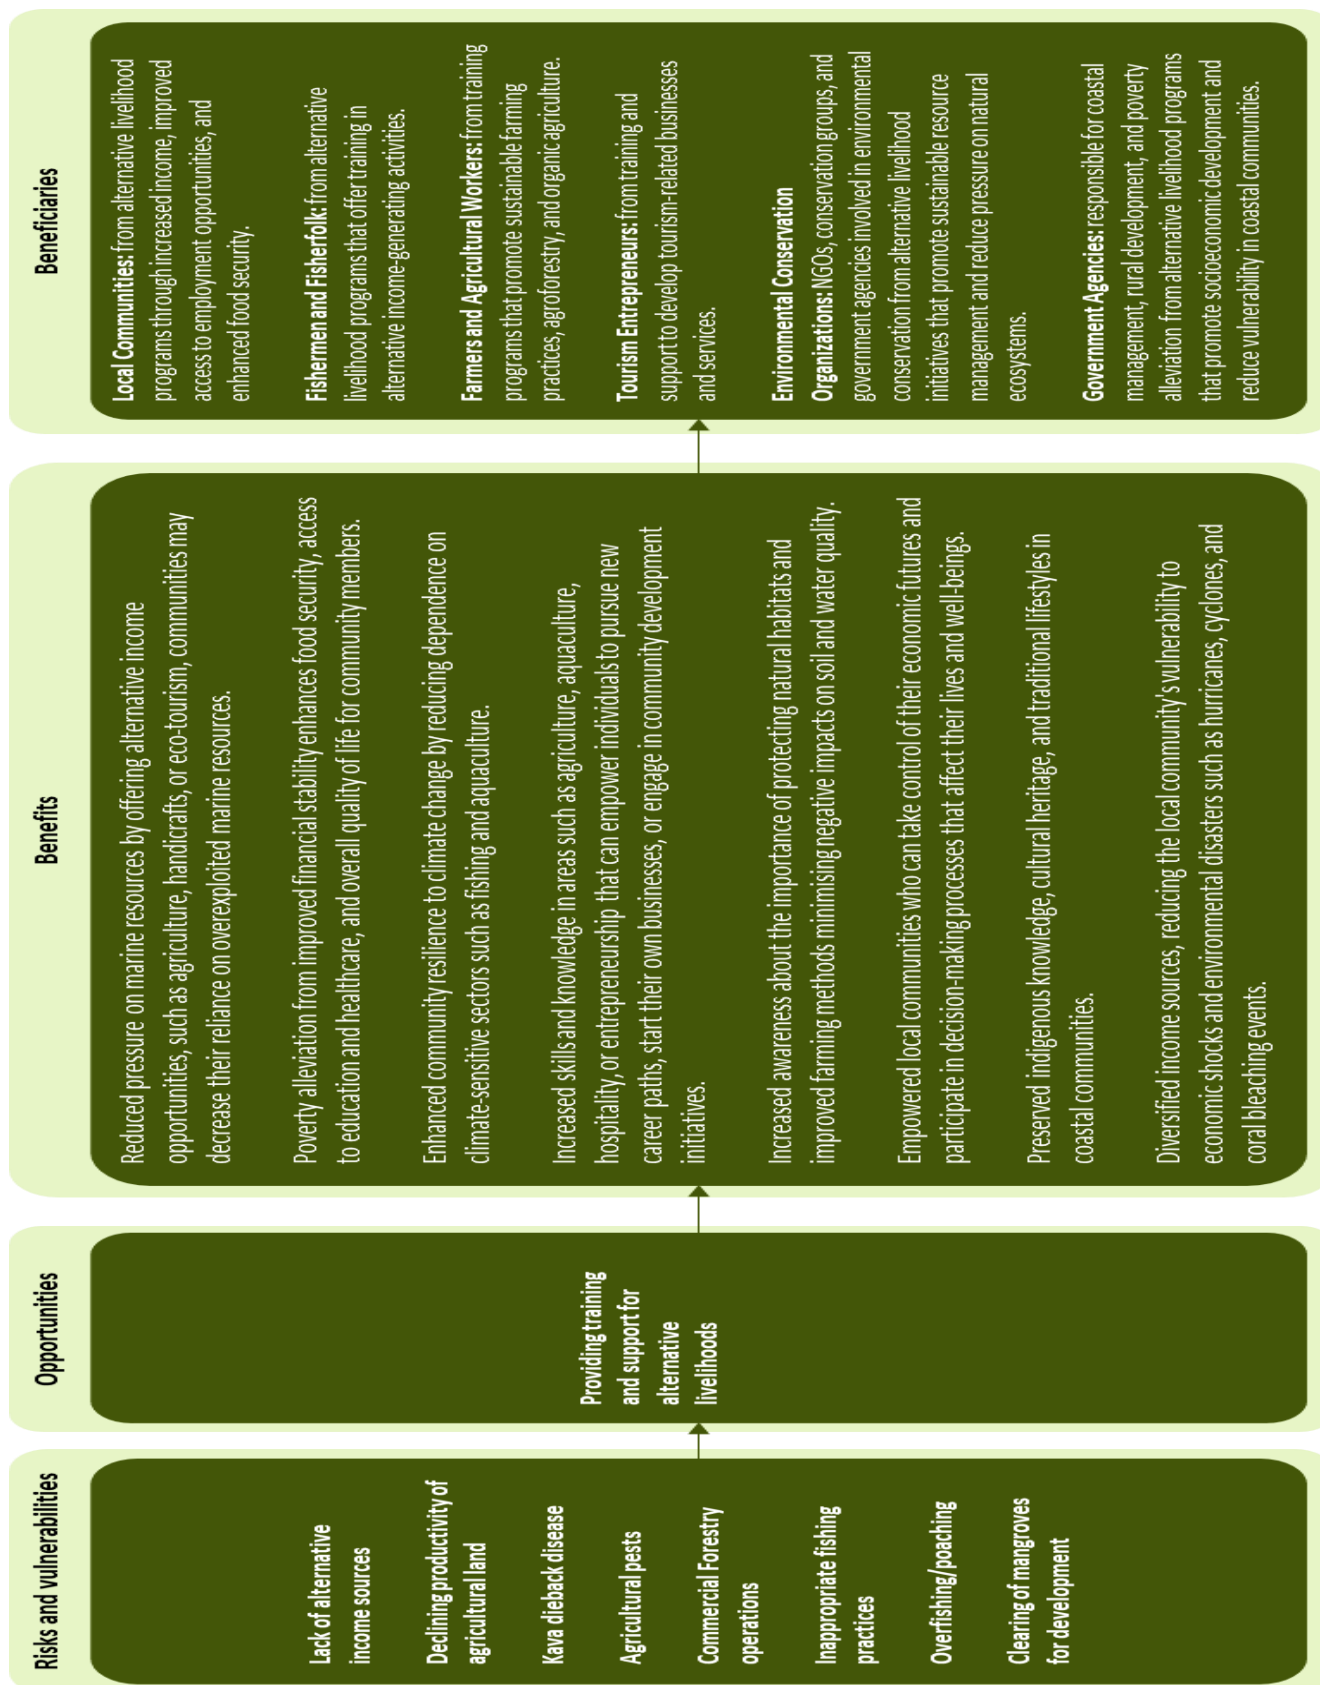 Risks and vulnerabilities
Lack of alternative
income sources
Declining productivity of
agricultural land
Kava dieback disease
Agricultural pests
Commercial Forestry
operations
Inappropriate fishing
practices
Overfishing/poaching
Clearing of mangroves
for development
Opportunities
Providing training
and support for
alternative
livelihoods
Benefits
Reduced pressure on marine resources by offering alternative income
opportunities, such as agriculture, handicrafts, or eco-tourism, communities may
decrease their reliance on overexploited marine resources.
Poverty alleviation from improved financial stability enhances food security, access
to education and healthcare, and overall quality of life for community members.
Enhanced community resilience to climate change by reducing dependence on
climate-sensitive sectors such as fishing and aquaculture.
Increased skills and knowledge in areas such as agriculture, aquaculture,
hospitality, or entrepreneurship that can empower individuals to pursue new
career paths, start their own businesses, or engage in community development
initiatives.
Increased awareness about the importance of protecting natural habitats and
improved farming methods minimising negative impacts on soil and water quality.
Empowered local communities who can take control of their economic futures and
participate in decision-making processes that affect their lives and well-beings.
Preserved indigenous knowledge, cultural heritage, and traditional lifestyles in
coastal communities.
Diversified income sources, reducing the local community's vulnerability to
economic shocks and environmental disasters such as hurricanes, cyclones, and
coral bleaching events.
Beneficiaries
Local Communities: from alternative livelihood
programs through increased income, improved
access to employment opportunities, and
enhanced food security.
Fishermen and Fisherfolk: from alternative
livelihood programs that offer training in
alternative income-generating activities.
Farmers and Agricultural Workers: from training
programs that promote sustainable farming
practices, agroforestry, and organic agriculture.
Tourism Entrepreneurs: from training and
support to develop tourism-related businesses
and services.
Environmental Conservation
Organizations: NGOs, conservation groups, and
government agencies involved in environmental
conservation from alternative livelihood
initiatives that promote sustainable resource
management and reduce pressure on natural
ecosystems.
Government Agencies: responsible for coastal
management, rural development, and poverty
alleviation from alternative livelihood programs
that promote socioeconomic development and
reduce vulnerability in coastal communities.